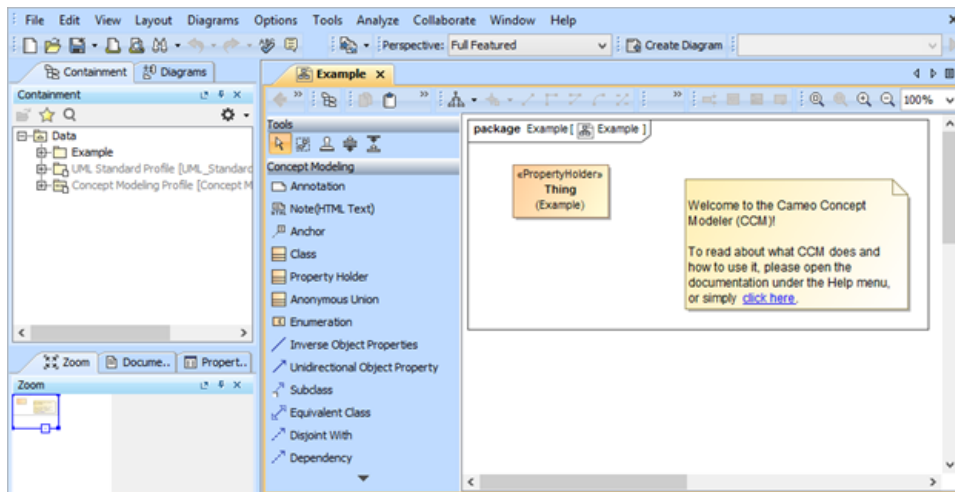 File Edit View Layout Diagrams Options Tools Analyze Collaborate Window Help
Perspective: Full Featured Create Diagram
Containment Diagrams
Example
Containment
100%
Data
Example
UML Standard Profile [UML_Standard
Concept Modeling Profile [Concept M
Tools
Concept Modeling
Annotation
Note(HTML Text)
Anchor
Class
Property Holder
Anonymous Union
Enumeration
Inverse Object Properties
Unidirectional Object Property
Subclass
Equivalent Class
Disjoint With
Dependency
package Example [ Example ]
«PropertyHolder»
Thing
(Example)
Welcome to the Cameo Concept
Modeler (CCM)!
To read about what CCM does and
how to use it, please open the
documentation under the Help menu,
or simply click here.
Zoom Docume.. Propert..
Zoom